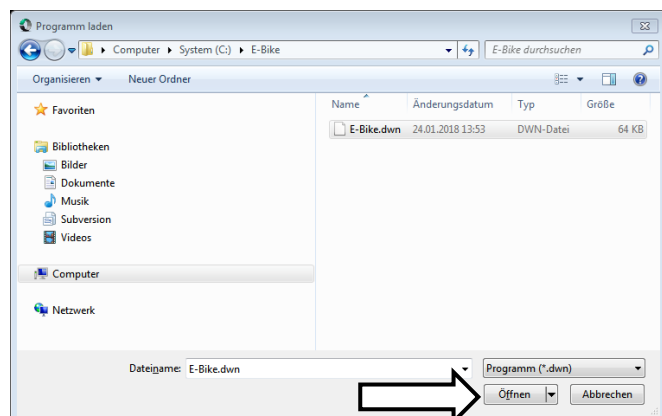 Programm laden
Computer System (C:) E-Bike
E-Bike durchsuchen
Organisieren Neuer Ordner
Name Änderungsdatum Typ Größe
E-Bike.dwn 24.01.2018 13:53 DWN-Datei 64 KB
Favoriten
Bibliotheken
Bilder
Dokumente
Musik
Subversion
Videos
Computer
Netzwerk
Dateiname: E-Bike.dwn Programm (*.dwn)
Öffnen Abbrechen